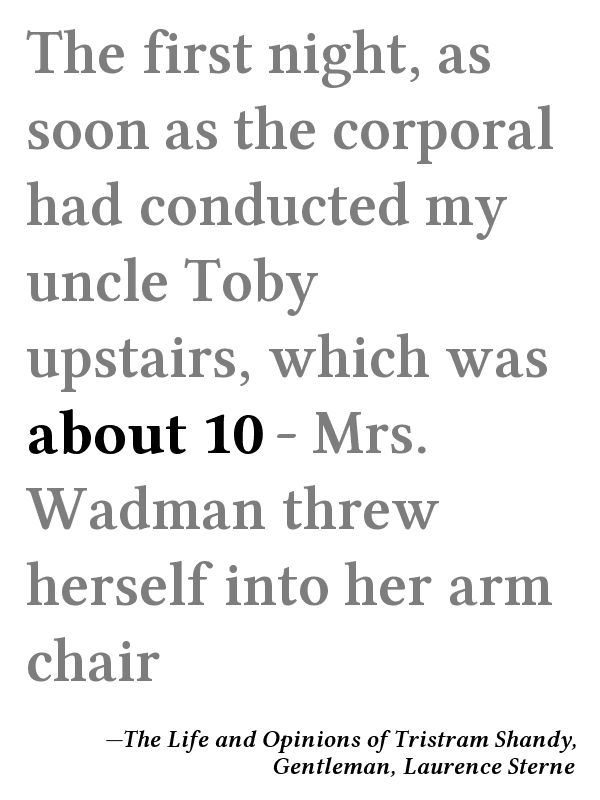 The first night, as
soon as the corporal
had conducted my
uncle Toby
upstairs, which was
about 10 – Mrs.
Wadman threw
herself into her arm
chair
—The Life and Opinions of Tristram Shandy,
Gentleman, Laurence Sterne